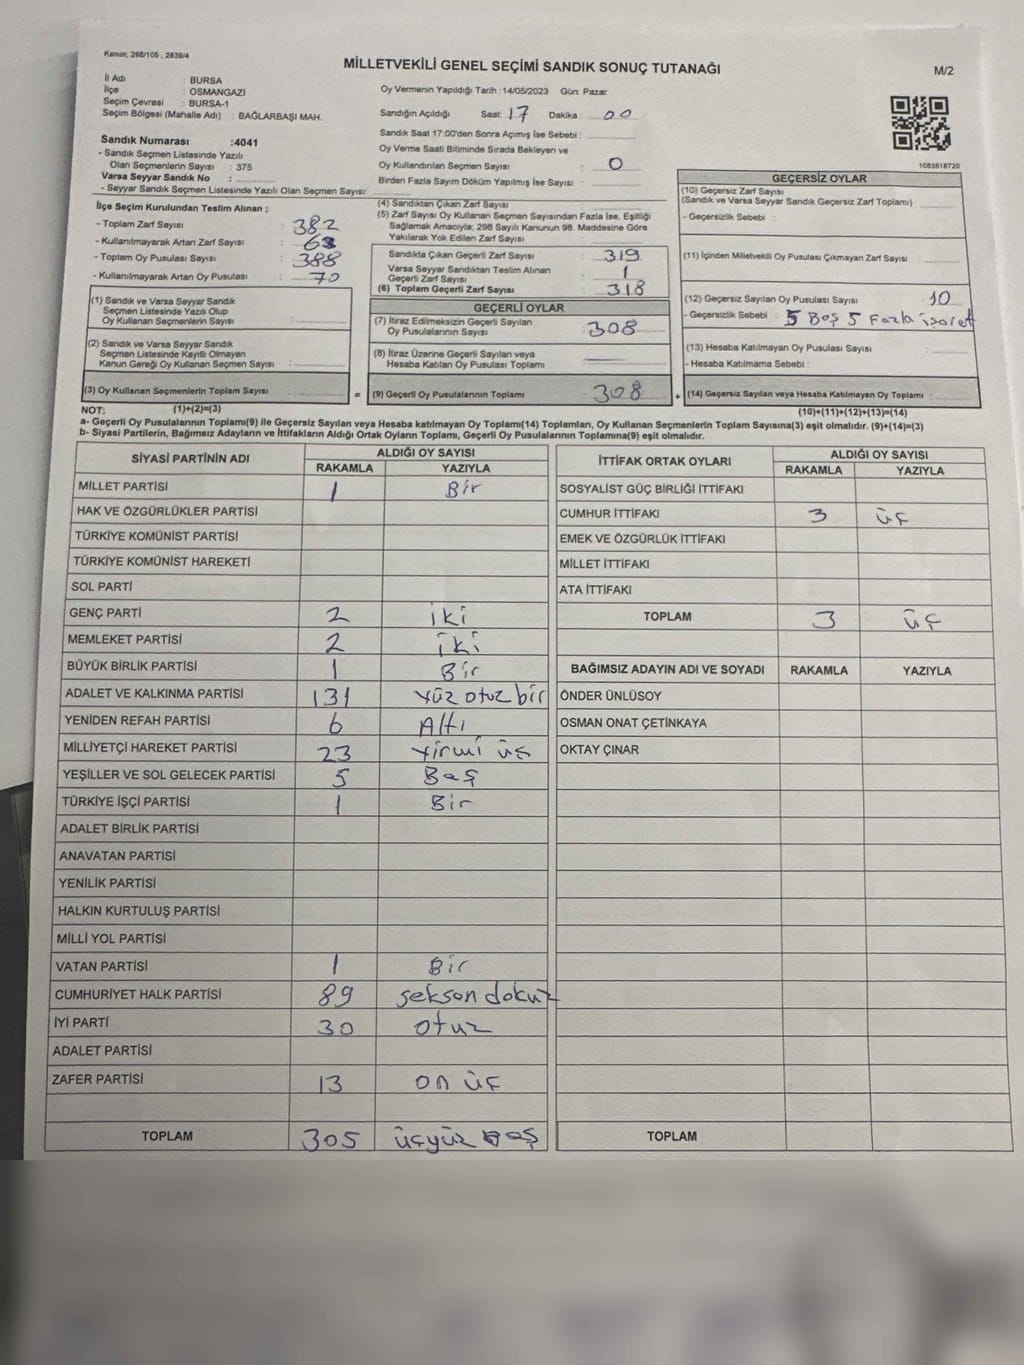 Kanun: 298/105 , 2839/4
MİLLETVEKİLİ GENEL SEÇİMİ SANDIK SONUÇ TUTANAĞI
M/2
İl Adı : BURSA
İlçe : OSMANGAZİ
Seçim Çevresi : BURSA-1
Seçim Bölgesi (Mahalle Adı) : BAĞLARBAŞI MAH.
Sandık Numarası :4041
- Sandık Seçmen Listesinde Yazılı
Olan Seçmenlerin Sayısı : 375
Varsa Seyyar Sandık No :
- Seyyar Sandık Seçmen Listesinde Yazılı Olan Seçmen Sayısı:
Oy Vermenin Yapıldığı Tarih :14/05/2023 Gün: Pazar
Sandığın Açıldığı Saat: 17 Dakika : 00
Sandık Saat 17:00'den Sonra Açımış İse Sebebi :
Oy Verme Saati Bitiminde Sırada Bekleyen ve
Oy Kullandırılan Seçmen Sayısı : 0
Birden Fazla Sayım Döküm Yapılmış İse Sayısı :
1083618720
İlçe Seçim Kurulundan Teslim Alınan :
- Toplam Zarf Sayısı : 382
- Kullanılmayarak Artan Zarf Sayısı : 63
- Toplam Oy Pusulası Sayısı : 388
- Kullanılmayarak Artan Oy Pusulası : 70
(1) Sandık ve Varsa Seyyar Sandık
Seçmen Listesinde Yazılı Olup
Oy Kullanan Seçmenlerin Sayısı :
(2) Sandık ve Varsa Seyyar Sandık
Seçmen Listesinde Kayıtlı Olmayan
Kanun Gereği Oy Kullanan Seçmen Sayısı :
(3) Oy Kullanan Seçmenlerin Toplam Sayısı :
(4) Sandıktan Çıkan Zarf Sayısı :
(5) Zarf Sayısı Oy Kullanan Seçmen Sayısından Fazla İse, Eşitliği
Sağlamak Amacıyla; 298 Sayılı Kanunun 98. Maddesine Göre
Yakılarak Yok Edilen Zarf Sayısı :
Sandıkta Çıkan Geçerli Zarf Sayısı : 319
Varsa Seyyar Sandıktan Teslim Alınan
Geçerli Zarf Sayısı : 1
(6) Toplam Geçerli Zarf Sayısı : 318
GEÇERLİ OYLAR
(7) İtiraz Edilmeksizin Geçerli Sayılan
Oy Pusulalarının Sayısı : 308
(8) İtiraz Üzerine Geçerli Sayılan veya
Hesaba Katılan Oy Pusulası Toplamı :
= (9) Geçerli Oy Pusulalarının Toplamı : 308 +
GEÇERSİZ OYLAR
(10) Geçersiz Zarf Sayısı
(Sandık ve Varsa Seyyar Sandık Geçersiz Zarf Toplamı) :
- Geçersizlik Sebebi :
(11) İçinden Milletvekili Oy Pusulası Çıkmayan Zarf Sayısı :
(12) Geçersiz Sayılan Oy Pusulası Sayısı : 10
- Geçersizlik Sebebi : 5 Boş 5 Fazla işaret
(13) Hesaba Katılmayan Oy Pusulası Sayısı :
- Hesaba Katılmama Sebebi :
(14) Geçersiz Sayılan veya Hesaba Katılmayan Oy Toplamı :
NOT: (1)+(2)=(3) (10)+(11)+(12)+(13)=(14)
a- Geçerli Oy Pusulaları Toplamı(9) ile Geçersiz Sayılan veya Hesaba katılmayan Oy Toplamı(14) Toplamları, Oy Kullanan Seçmenlerin Toplam Sayısına(3) eşit olmalıdır. (9)+(14)=(3)
b- Siyasi Partilerin, Bağımsız Adayların ve İttifakların Aldığı Ortak Oyların Toplamı, Geçerli Oy Pusulalarının Toplamına(9) eşit olmalıdır.
SİYASİ PARTİNİN ADI ALDIĞI OY SAYISI
RAKAMLA YAZIYLA
MİLLET PARTİSİ 1 Bir
HAK VE ÖZGÜRLÜKLER PARTİSİ
TÜRKİYE KOMÜNİST PARTİSİ
TÜRKİYE KOMÜNİST HAREKETİ
SOL PARTİ
GENÇ PARTİ 2 iki
MEMLEKET PARTİSİ 2 iki
BÜYÜK BİRLİK PARTİSİ 1 Bir
ADALET VE KALKINMA PARTİSİ 131 yüz otuz bir
YENİDEN REFAH PARTİSİ 6 Altı
MİLLİYETÇİ HAREKET PARTİSİ 23 yirmi üç
YEŞİLLER VE SOL GELECEK PARTİSİ 5 Beş
TÜRKİYE İŞÇİ PARTİSİ 1 Bir
ADALET BİRLİK PARTİSİ
ANAVATAN PARTİSİ
YENİLİK PARTİSİ
HALKIN KURTULUŞ PARTİSİ
MİLLİ YOL PARTİSİ
VATAN PARTİSİ 1 Bir
CUMHURİYET HALK PARTİSİ 89 seksen dokuz
İYİ PARTİ 30 otuz
ADALET PARTİSİ
ZAFER PARTİSİ 13 on üç
TOPLAM 305 üçyüz beş
İTTİFAK ORTAK OYLARI ALDIĞI OY SAYISI
RAKAMLA YAZIYLA
SOSYALİST GÜÇ BİRLİĞİ İTTİFAKI
CUMHUR İTTİFAKI 3 üç
EMEK VE ÖZGÜRLÜK İTTİFAKI
MİLLET İTTİFAKI
ATA İTTİFAKI
TOPLAM 3 üç
BAĞIMSIZ ADAYIN ADI VE SOYADI RAKAMLA YAZIYLA
ÖNDER ÜNLÜSOY
OSMAN ONAT ÇETİNKAYA
OKTAY ÇINAR
TOPLAM